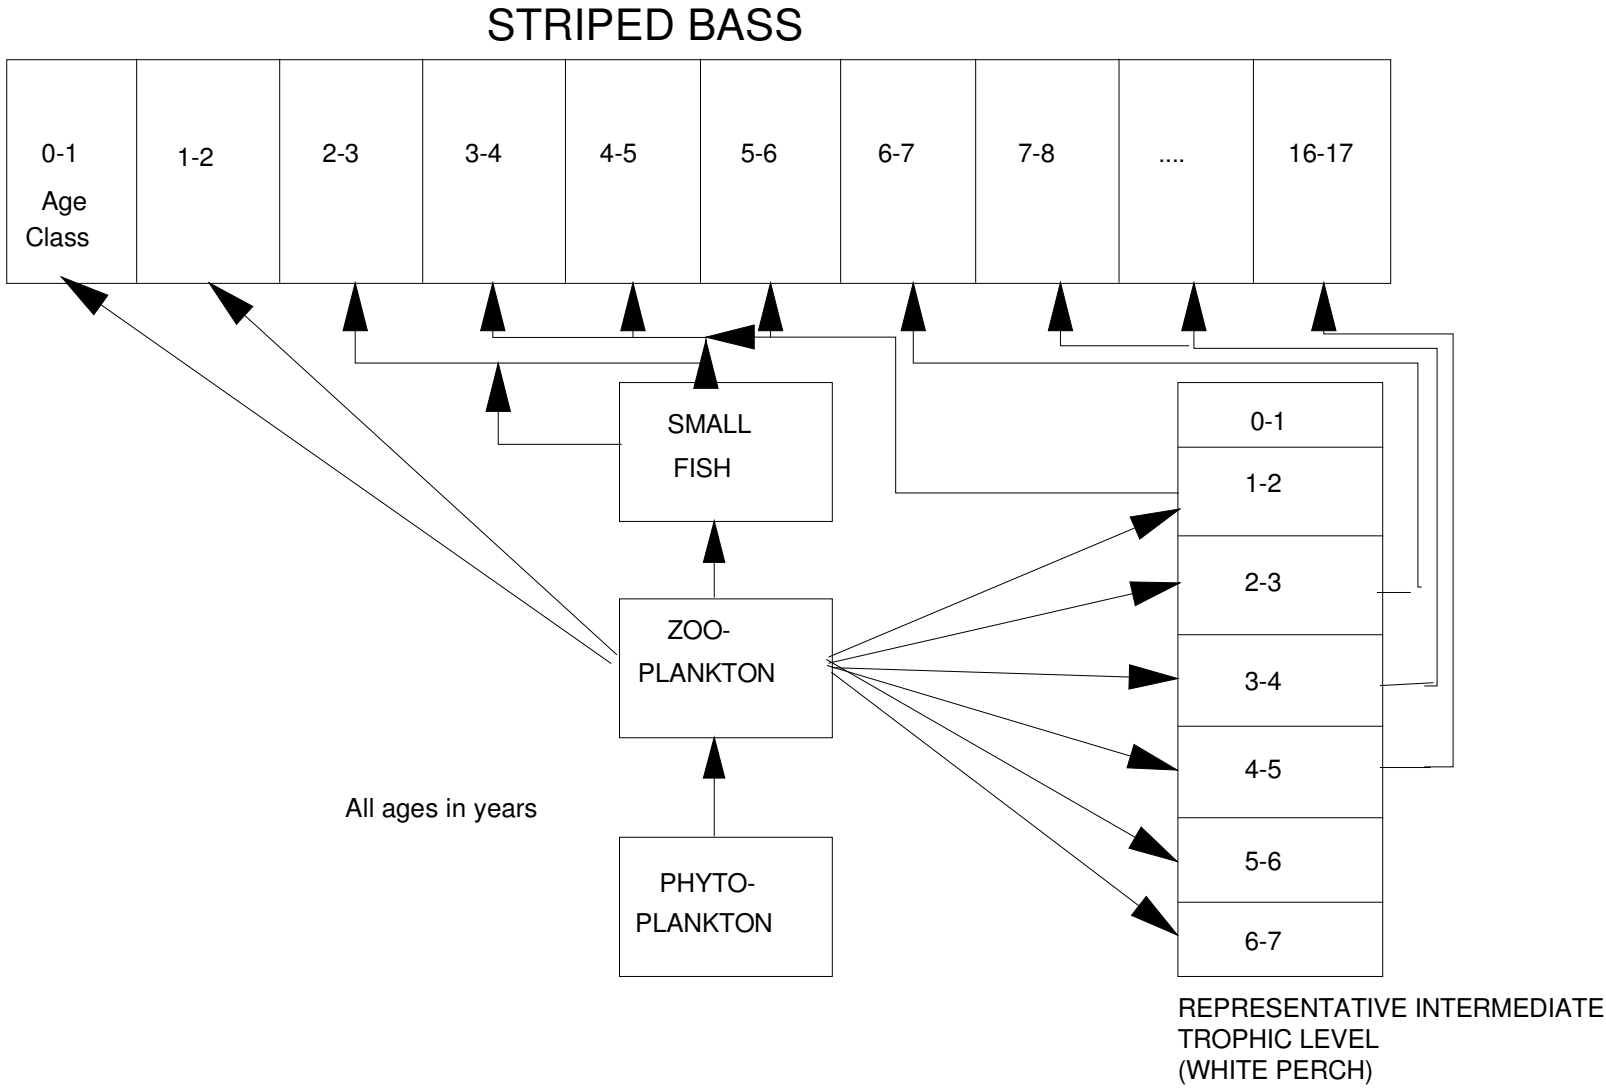 STRIPED BASS
0-1
Age
Class
1-2
2-3
3-4
4-5
5-6
6-7
7-8
....
16-17
SMALL
FISH
ZOO-
PLANKTON
PHYTO-
PLANKTON
All ages in years
0-1
1-2
2-3
3-4
4-5
5-6
6-7
REPRESENTATIVE INTERMEDIATE
TROPHIC LEVEL
(WHITE PERCH)